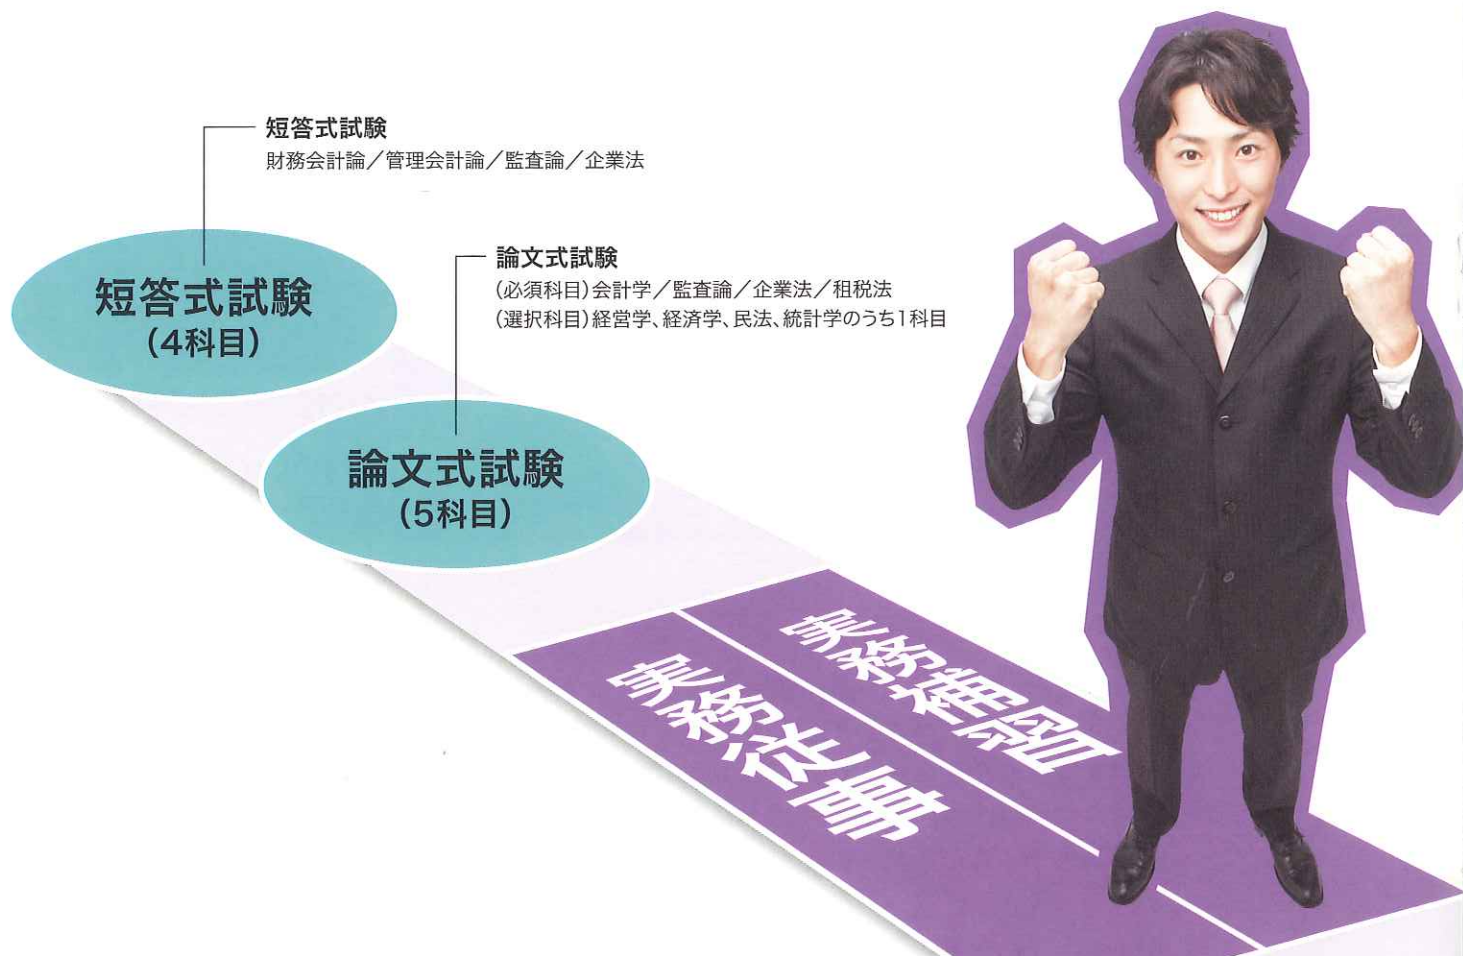 短答式試験
財務会計論／管理会計論／監査論／企業法
短答式試験
(4科目)
論文式試験
(必須科目)会計学／監査論／企業法／租税法
(選択科目)経営学、経済学、民法、統計学のうち1科目
論文式試験
(5科目)
実務補習
実務従事